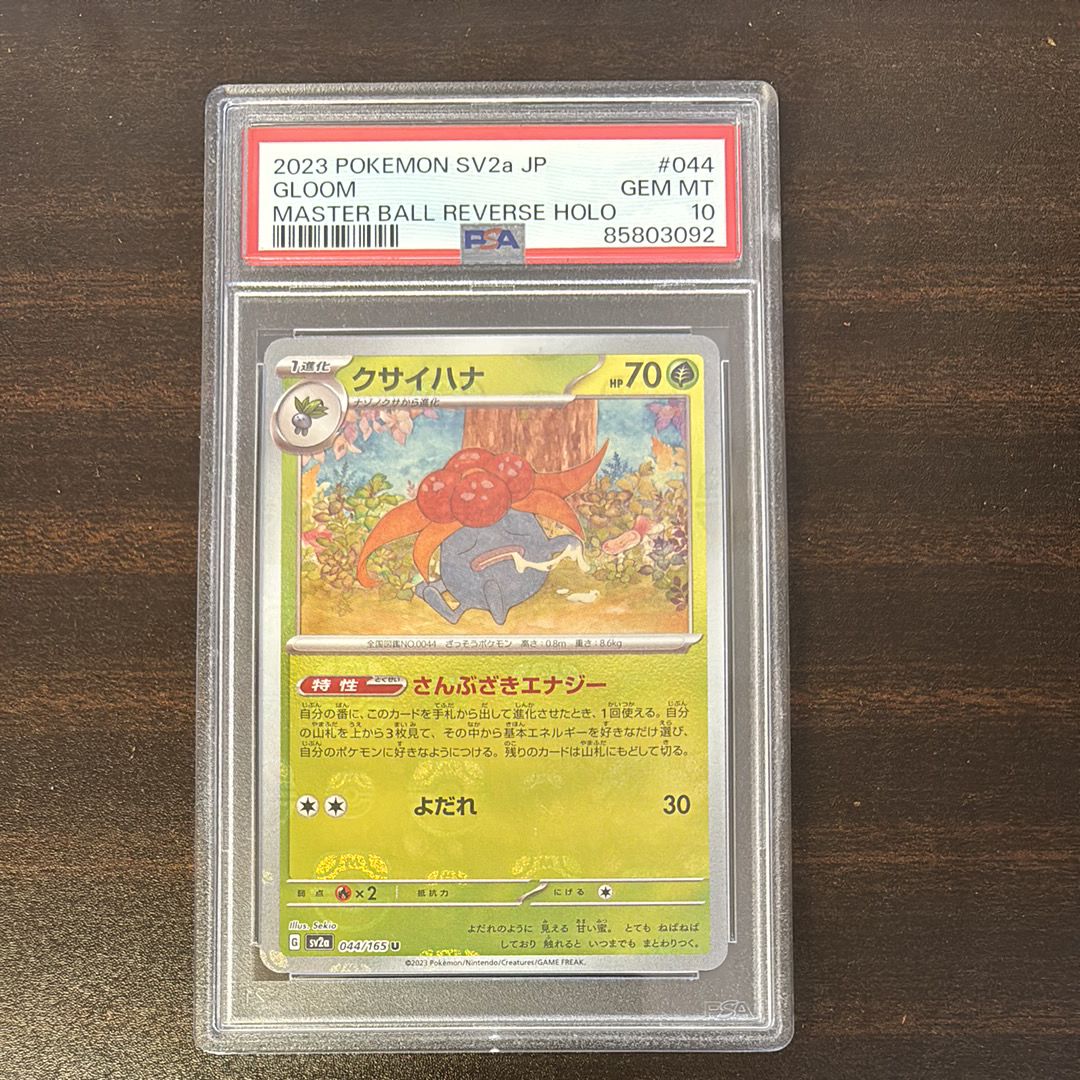 2023 POKEMON SV2a JP #044
GLOOM GEM MT
MASTER BALL REVERSE HOLO 10
PSA 85803092
1進化 クサイハナ HP 70
ナゾノクサから進化
全国図鑑NO.0044 ざっそうポケモン 高さ:0.8m 重さ:8.6kg
特性 とくせい さんぶざきエナジー
自分の番に、このカードを手札から出して進化させたとき、1回使える。自分
の山札を上から3枚見て、その中から基本エネルギーを好きなだけ選び、
自分のポケモンに好きなようにつける。残りのカードは山札にもどして切る。
よだれ 30
弱点 ×2 抵抗力 にげる
Illus. Sekio
よだれのように 見える 甘い蜜。 とても ねばねば
しており 触れると いつまでも まとわりつく。
G sv2a 044/165 U
©2023 Pokémon/Nintendo/Creatures/GAME FREAK.
PSA